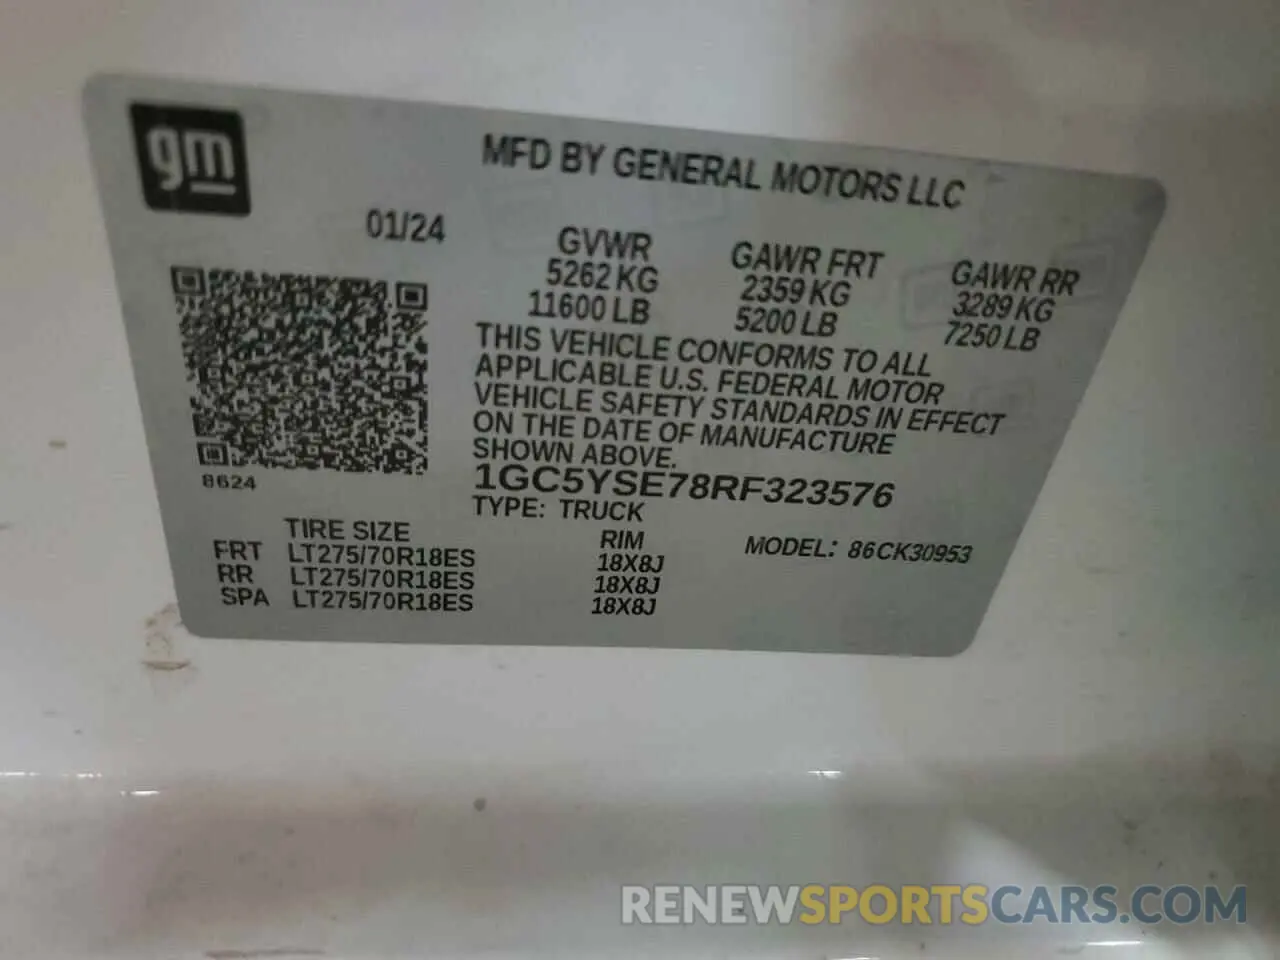 gm
MFD BY GENERAL MOTORS LLC
01/24
GVWR GAWR FRT GAWR RR
5262 KG 2359 KG 3289 KG
11600 LB 5200 LB 7250 LB
THIS VEHICLE CONFORMS TO ALL
APPLICABLE U.S. FEDERAL MOTOR
VEHICLE SAFETY STANDARDS IN EFFECT
ON THE DATE OF MANUFACTURE
SHOWN ABOVE.
8624
1GC5YSE78RF323576
TYPE: TRUCK
TIRE SIZE RIM MODEL: 86CK30953
FRT LT275/70R18ES 18X8J
RR LT275/70R18ES 18X8J
SPA LT275/70R18ES 18X8J
RENEWSPORTSCARS.COM